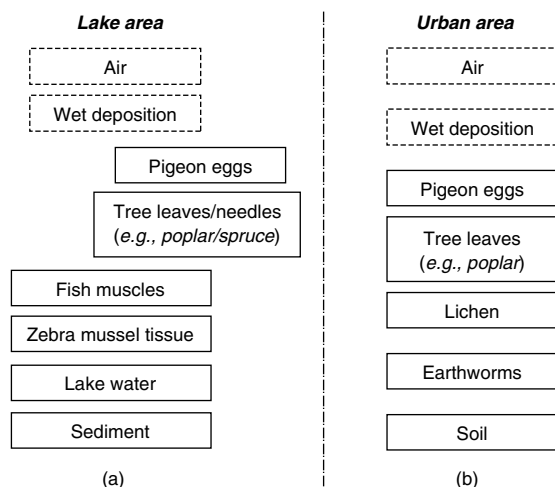 Lake area
Air
Wet deposition
Pigeon eggs
Tree leaves/needles
(e.g., poplar/spruce)
Fish muscles
Zebra mussel tissue
Lake water
Sediment
(a)
Urban area
Air
Wet deposition
Pigeon eggs
Tree leaves
(e.g., poplar)
Lichen
Earthworms
Soil
(b)